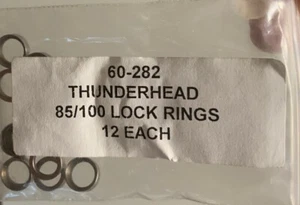 60-282
THUNDERHEAD
85/100 LOCK RINGS
12 EACH